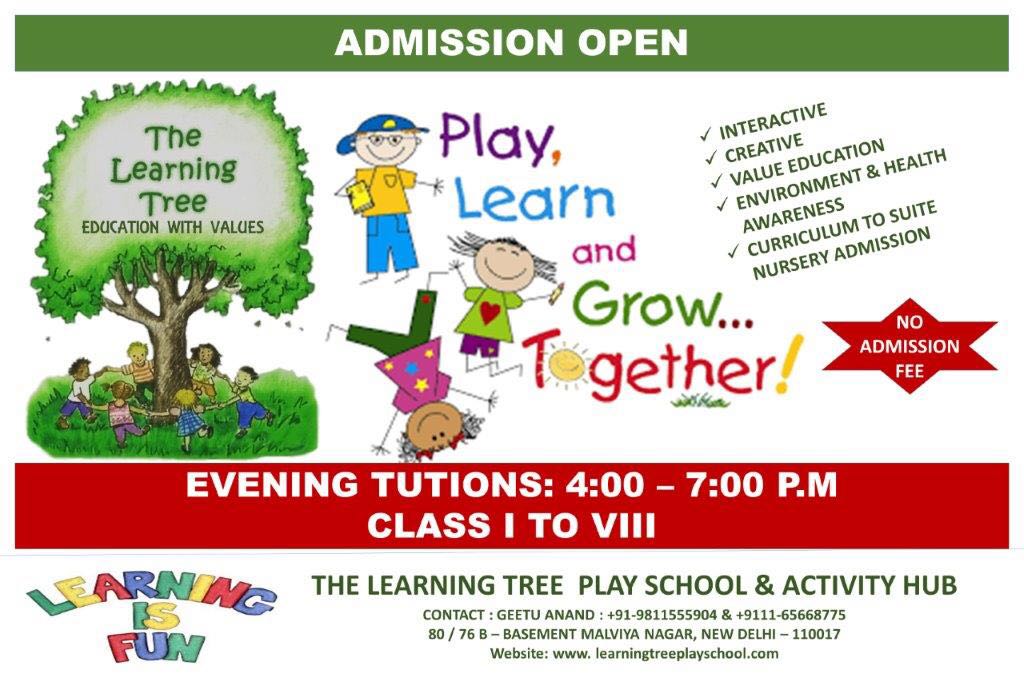 ADMISSION OPEN
The
Learning
Tree
EDUCATION WITH VALUES
Play,
Learn
and
Grow...
Together!
✓ INTERACTIVE
✓ CREATIVE
✓ VALUE EDUCATION
✓ ENVIRONMENT & HEALTH
AWARENESS
✓ CURRICULUM TO SUITE
NURSERY ADMISSION
NO
ADMISSION
FEE
EVENING TUTIONS: 4:00 – 7:00 P.M
CLASS I TO VIII
LEARNING
IS
FUN
THE LEARNING TREE PLAY SCHOOL & ACTIVITY HUB
CONTACT : GEETU ANAND : +91-9811555904 & +9111-65668775
80 / 76 B – BASEMENT MALVIYA NAGAR, NEW DELHI – 110017
Website: www. learningtreeplayschool.com